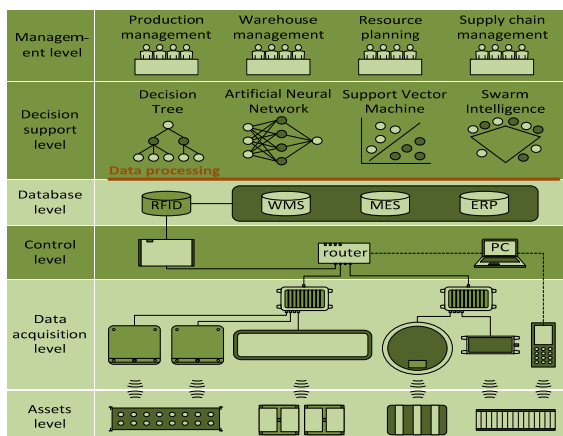 Managem-
ent level
Production
management
Warehouse
management
Resource
planning
Supply chain
management
Decision
support
level
Decision
Tree
Artificial Neural
Network
Support Vector
Machine
Swarm
Intelligence
Data processing
Database
level
RFID
WMS
MES
ERP
Control
level
router
PC
Data
acquisition
level
Assets
level